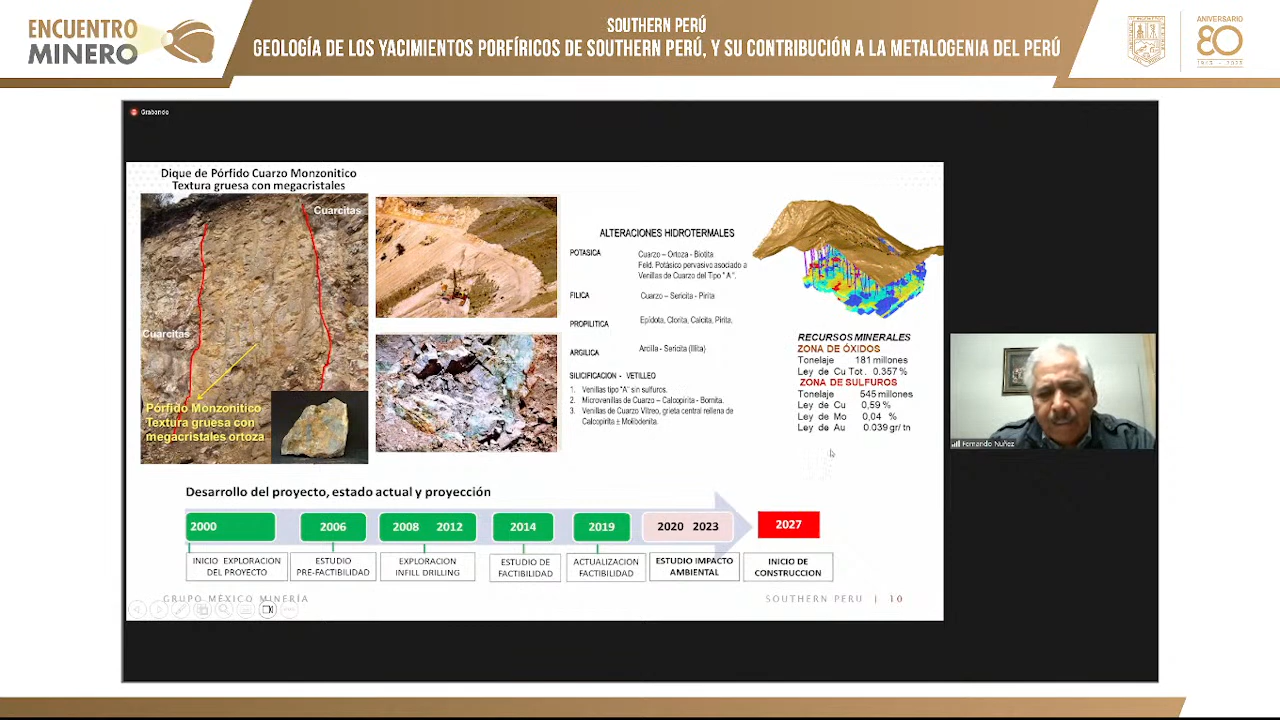 ENCUENTRO
MINERO
SOUTHERN PERÚ
GEOLOGÍA DE LOS YACIMIENTOS PORFÍRICOS DE SOUTHERN PERÚ, Y SU CONTRIBUCIÓN A LA METALOGENIA DEL PERÚ
ANIVERSARIO
80
Grabando
Dique de Pórfido Cuarzo Monzonitico
Textura gruesa con megacristales
Cuarcitas
Cuarcitas
Pórfido Monzonitico
Textura gruesa con
megacristales ortoza
ALTERACIONES HIDROTERMALES
POTASICA
Cuarzo – Ortoza - Biotita
Feld. Potásico pervasivo asociado a
Venillas de Cuarzo del Tipo "A".
FILICA
Cuarzo – Sericita - Pirita
PROPILITICA
Epídota, Clorita, Calcita, Pirita.
ARGILICA
Arcilla - Sericita (Illita)
SILICIFICACION - VETILLEO
1. Venillas tipo "A" sin sulfuros.
2. Microvenillas de Cuarzo – Calcopirita - Bornita.
3. Venillas de Cuarzo Vítreo, grieta central rellena de
Calcopirita ± Molibdenita.
RECURSOS MINERALES
ZONA DE ÓXIDOS
Tonelaje 181 millones
Ley de Cu Tot. 0.357 %
ZONA DE SULFUROS
Tonelaje 545 millones
Ley de Cu 0,59 %
Ley de Mo 0,04 %
Ley de Au 0.039 gr/ tn
Fernando Nuñez
Desarrollo del proyecto, estado actual y proyección
2000
2006
2008 2012
2014
2019
2020 2023
2027
INICIO EXPLORACION
DEL PROYECTO
ESTUDIO
PRE-FACTIBILIDAD
EXPLORACION
INFILL DRILLING
ESTUDIO DE
FACTIBILIDAD
ACTUALIZACION
FACTIBILIDAD
ESTUDIO IMPACTO
AMBIENTAL
INICIO DE
CONSTRUCCION
GRUPO MÉXICO MINERÍA
SOUTHERN PERU | 10